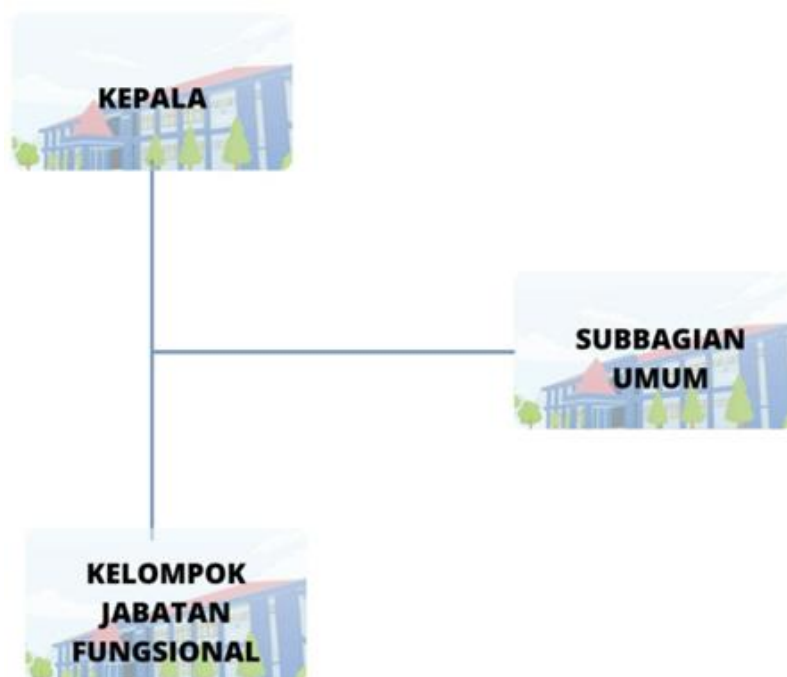 KEPALA
SUBBAGIAN
UMUM
KELOMPOK
JABATAN
FUNGSIONAL